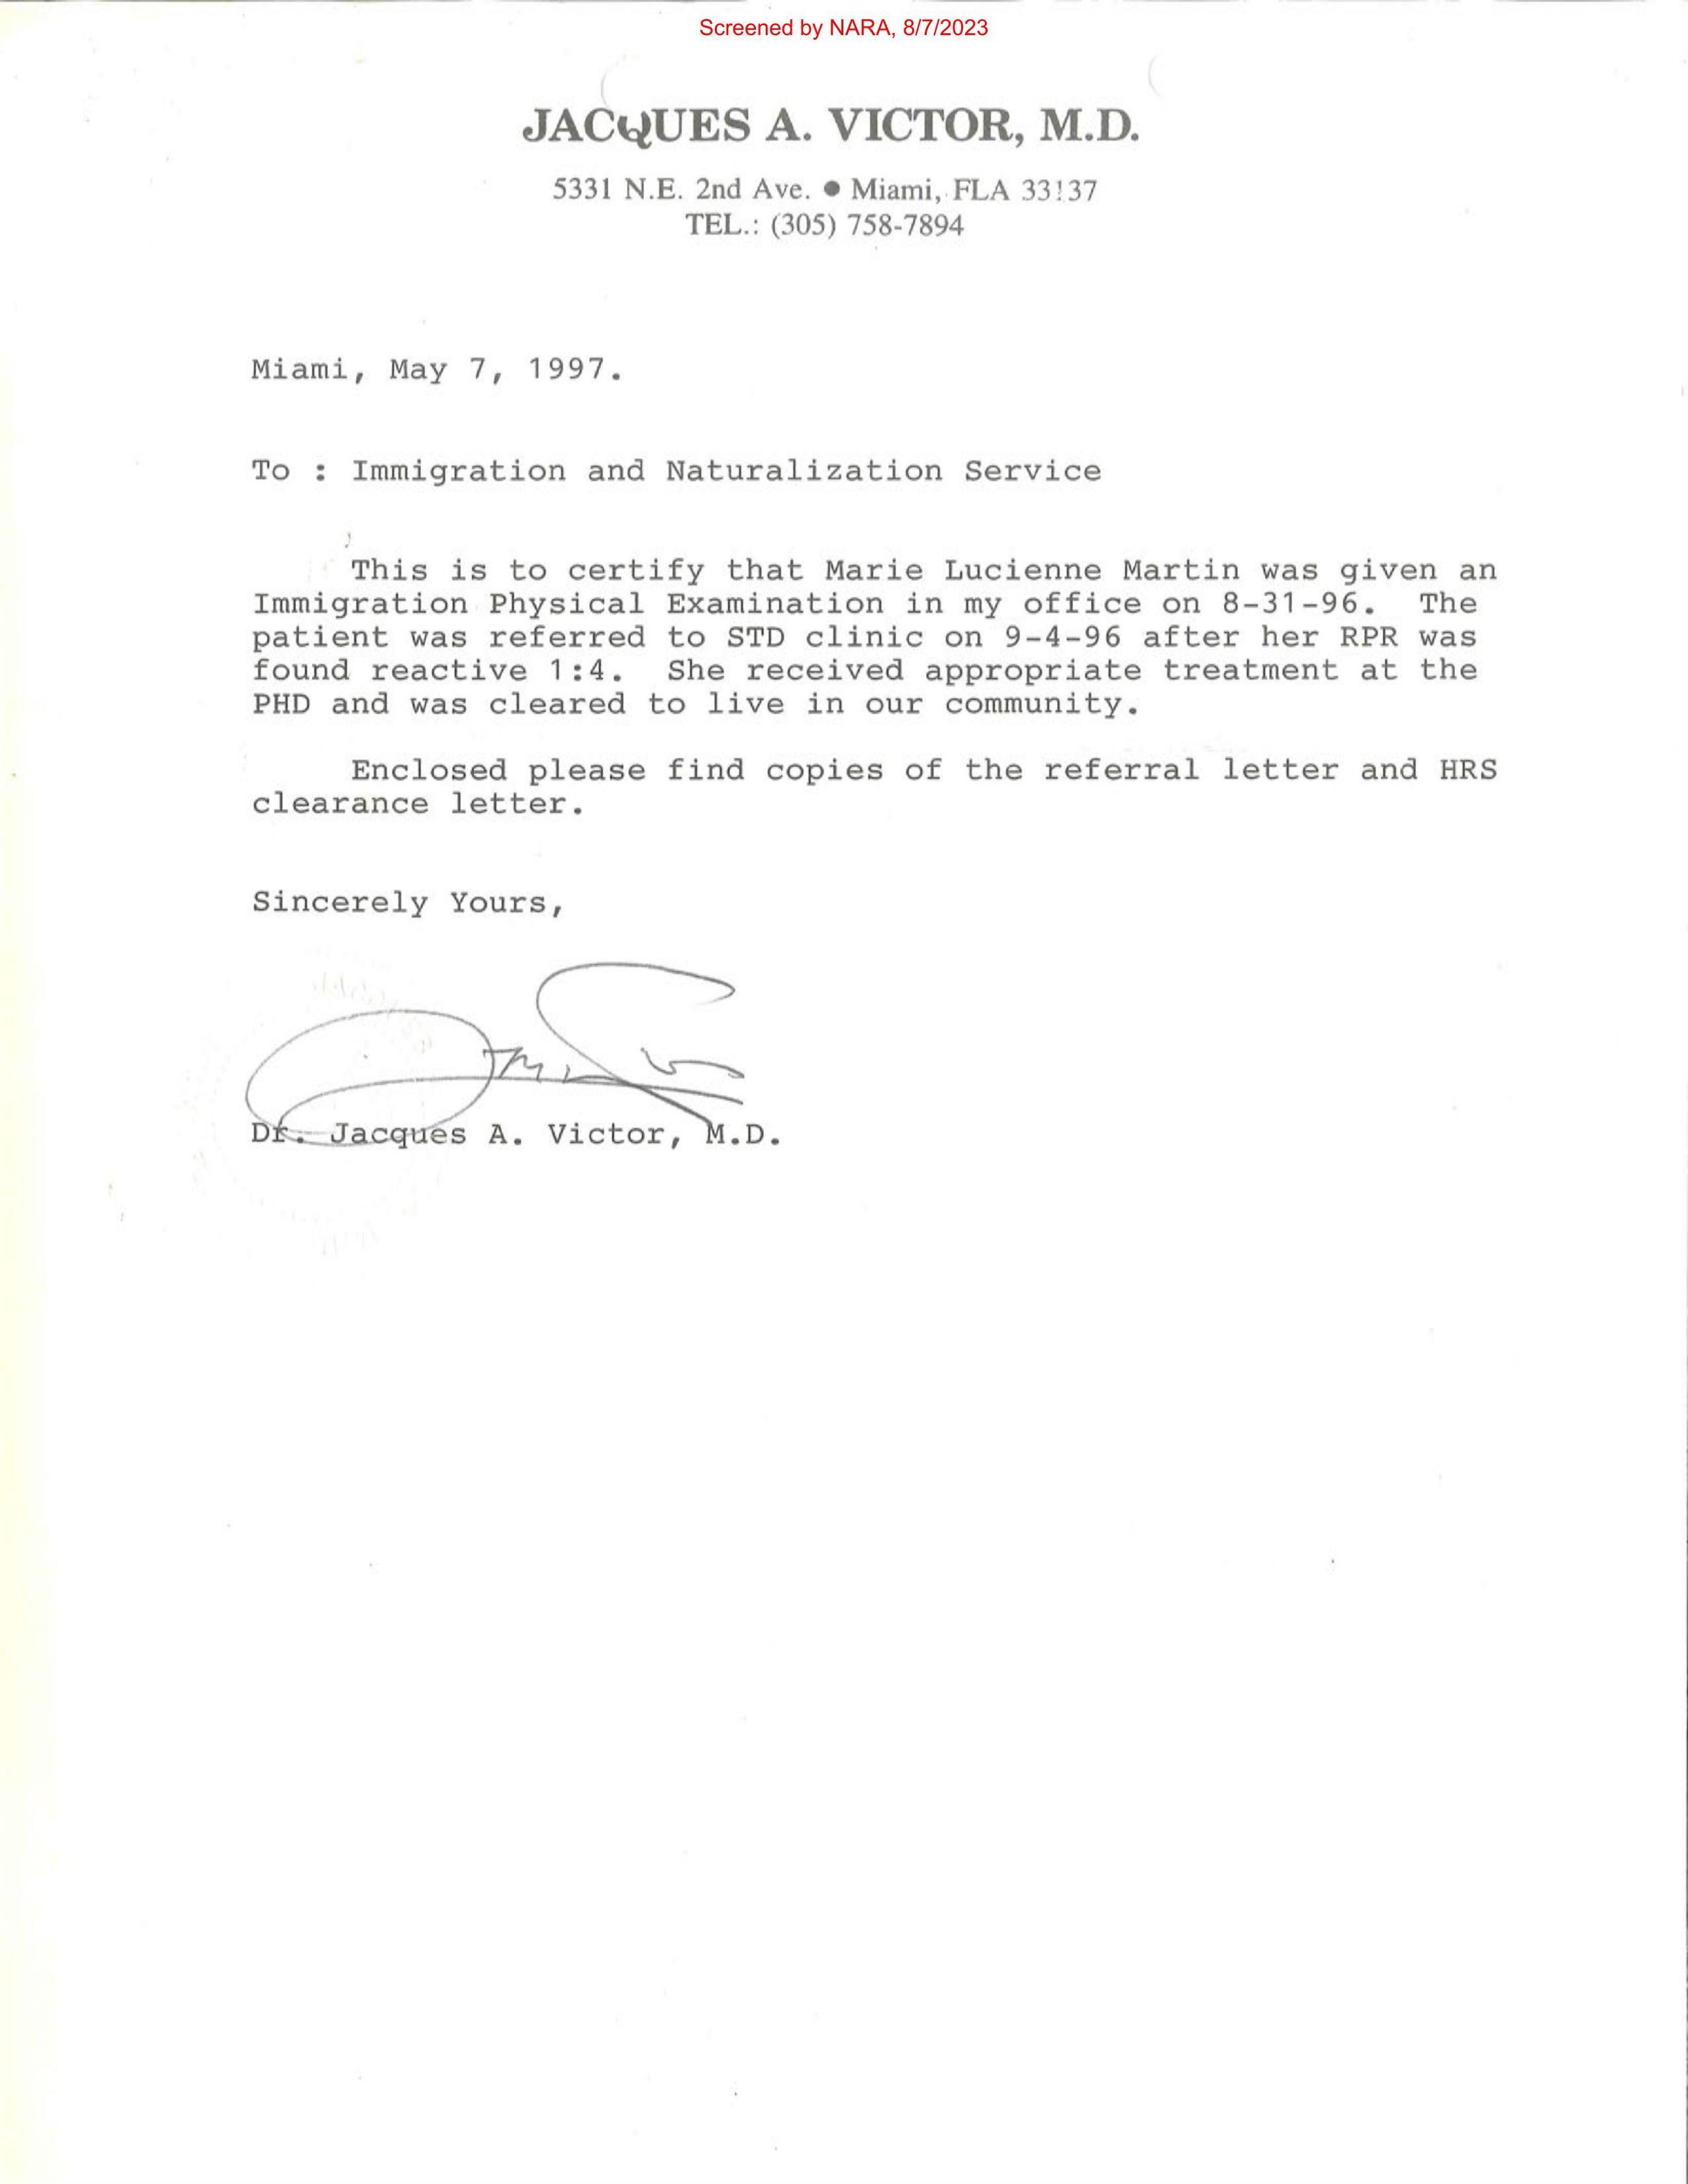 Screened by NARA, 8/7/2023
JACQUES A. VICTOR, M.D.
5331 N.E. 2nd Ave. ● Miami, FLA 33137
TEL.: (305) 758-7894
Miami, May 7, 1997.
To : Immigration and Naturalization Service
This is to certify that Marie Lucienne Martin was given an
Immigration Physical Examination in my office on 8-31-96. The
patient was referred to STD clinic on 9-4-96 after her RPR was
found reactive 1:4. She received appropriate treatment at the
PHD and was cleared to live in our community.
Enclosed please find copies of the referral letter and HRS
clearance letter.
Sincerely Yours,
Dr. Jacques A. Victor, M.D.